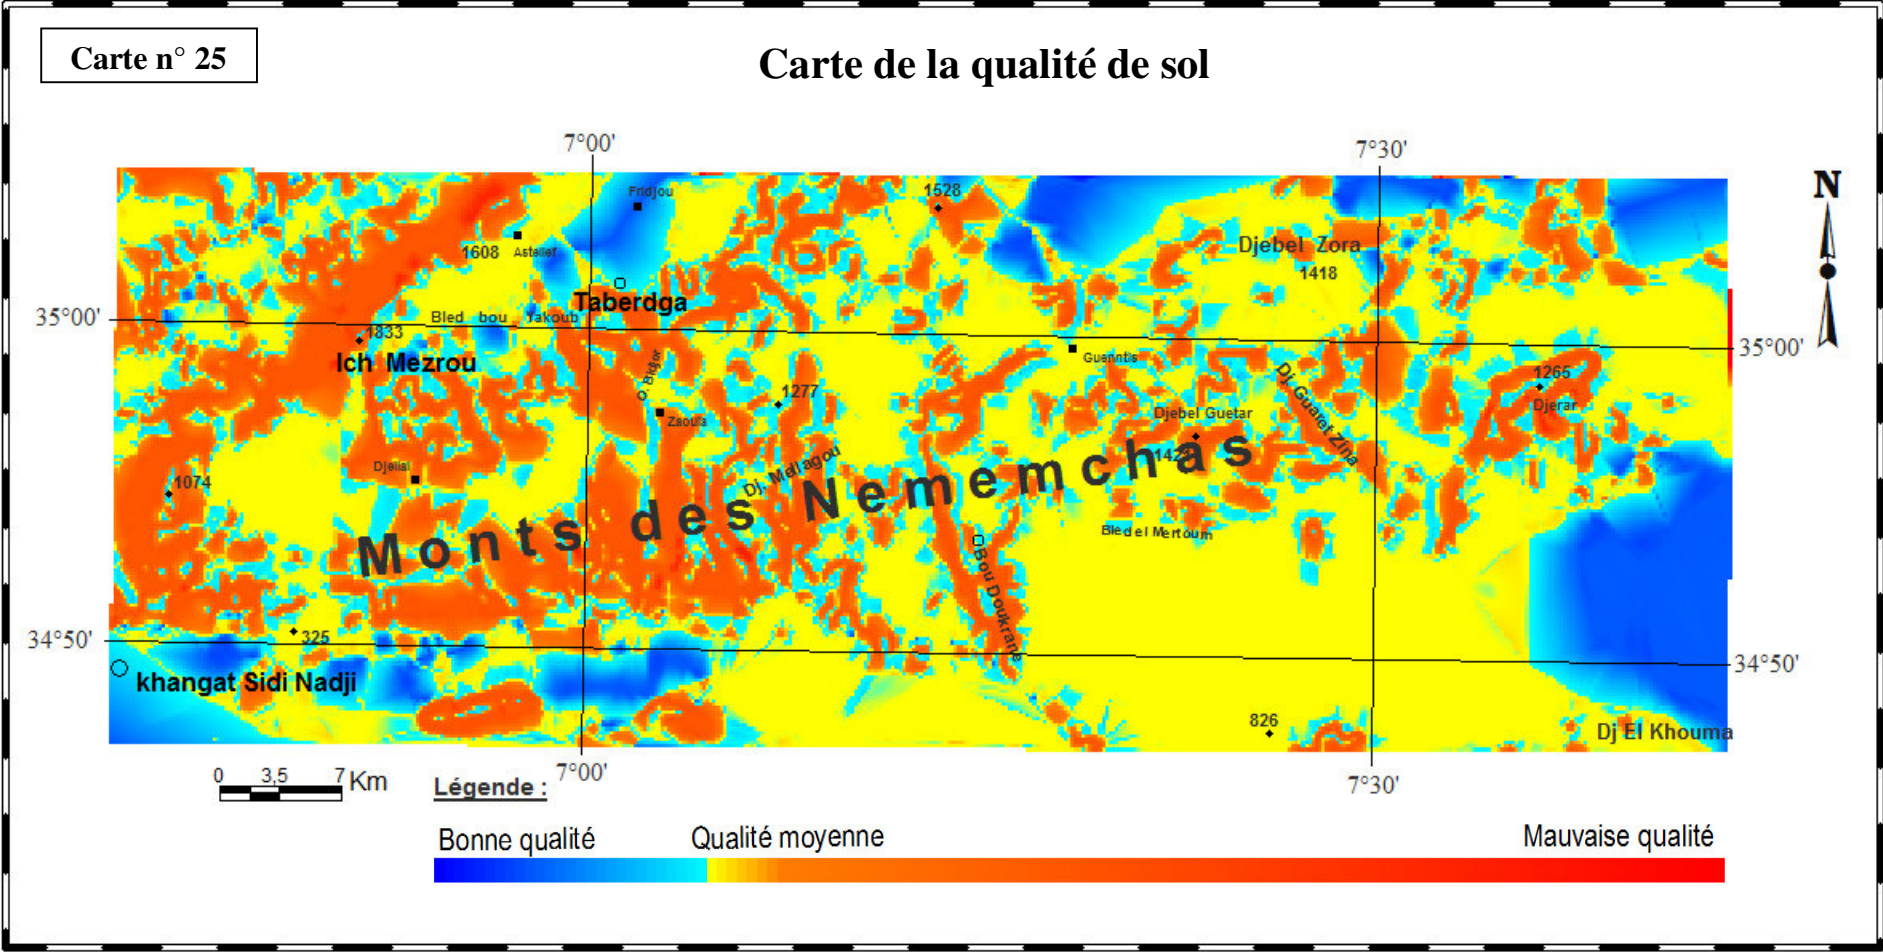 Carte n° 25
Carte de la qualité de sol
7°00'
7°30'
N
Fridjou
1528
1608
Astellef
Djebel Zora
1418
Taberdga
35°00'
Bled bou Yakoub
1833
Ich Mezrou
O. Bidjor
Guenntis
35°00'
1277
Zaouia
Djebel Guetar
Dj Guaret Zina
1265
Djerar
Djellal
1074
Dj. Mellagou
1421
Monts des Nememchas
Bled el Mertoum
Bou Doukrane
34°50'
325
34°50'
khangat Sidi Nadji
826
Dj El Khouma
0 3,5 7 Km
7°00'
7°30'
Légende :
Bonne qualité
Qualité moyenne
Mauvaise qualité